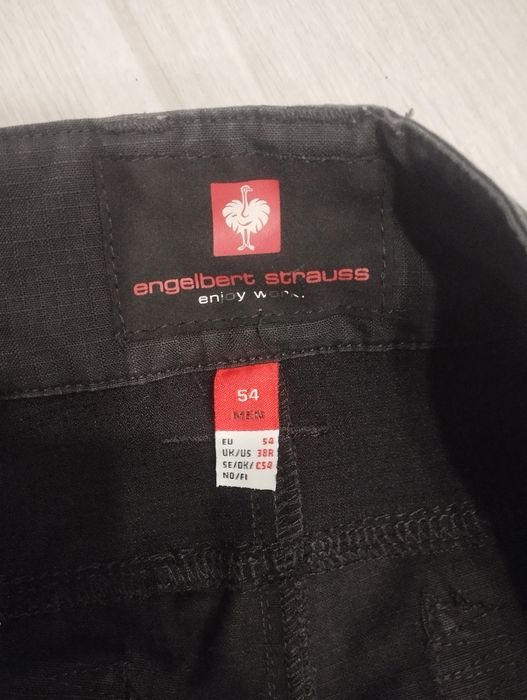 engelbert strauss
enjoy work.
54
MEN
EU 54
UK/US 38R
SE/DK/ C54
NO/FI